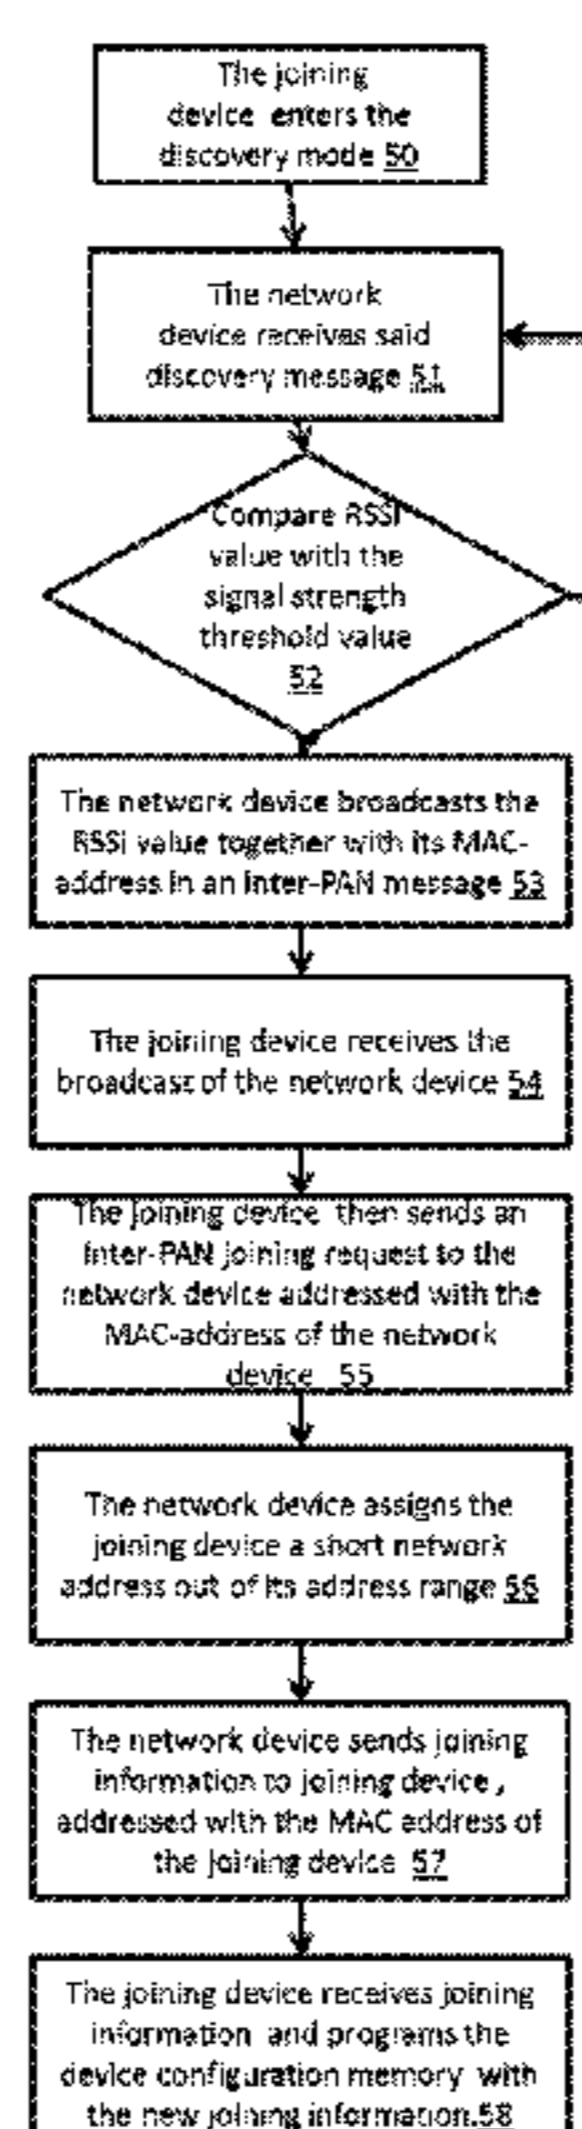 The joining
device enters the
discovery mode 50
The network
device receives said
discovery message 51
Compare RSSI
value with the
signal strength
threshold value
52
The network device broadcasts the
RSSi value together with its MAC-
address in an inter-PAN message 53
The joining device receives the
broadcast of the network device 54
The joining device then sends an
inter-PAN joining request to the
network device addressed with the
MAC-address of the network
device 55
The network device assigns the
joining device a short network
address out of its address range 56
The network device sends joining
information to joining device ,
addressed with the MAC address of
the joining device 57
The joining device receives joining
information and programs the
device configuration memory with
the new joining information.58